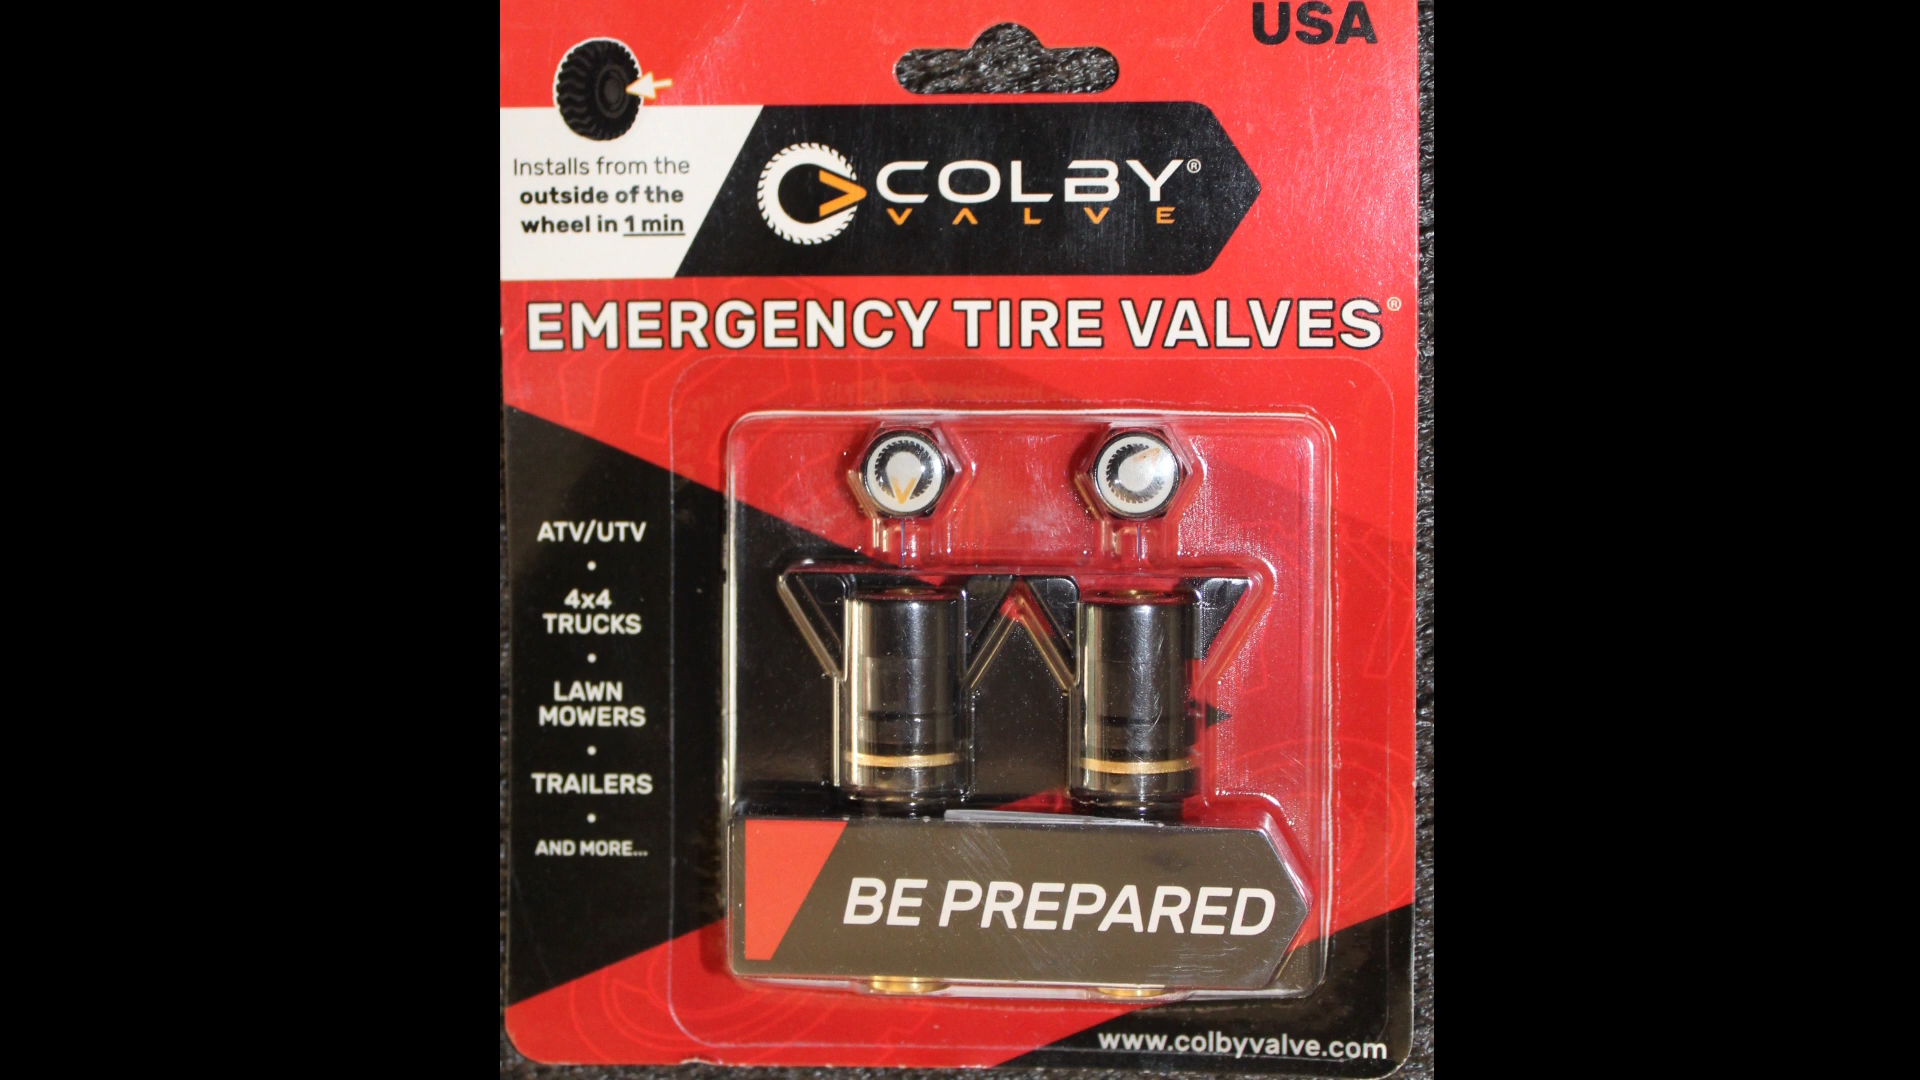 USA
Installs from the
outside of the
wheel in 1 min
COLBY®
VALVE
EMERGENCY TIRE VALVES®
ATV/UTV
•
4x4
TRUCKS
•
LAWN
MOWERS
•
TRAILERS
•
AND MORE...
BE PREPARED
www.colbyvalve.com